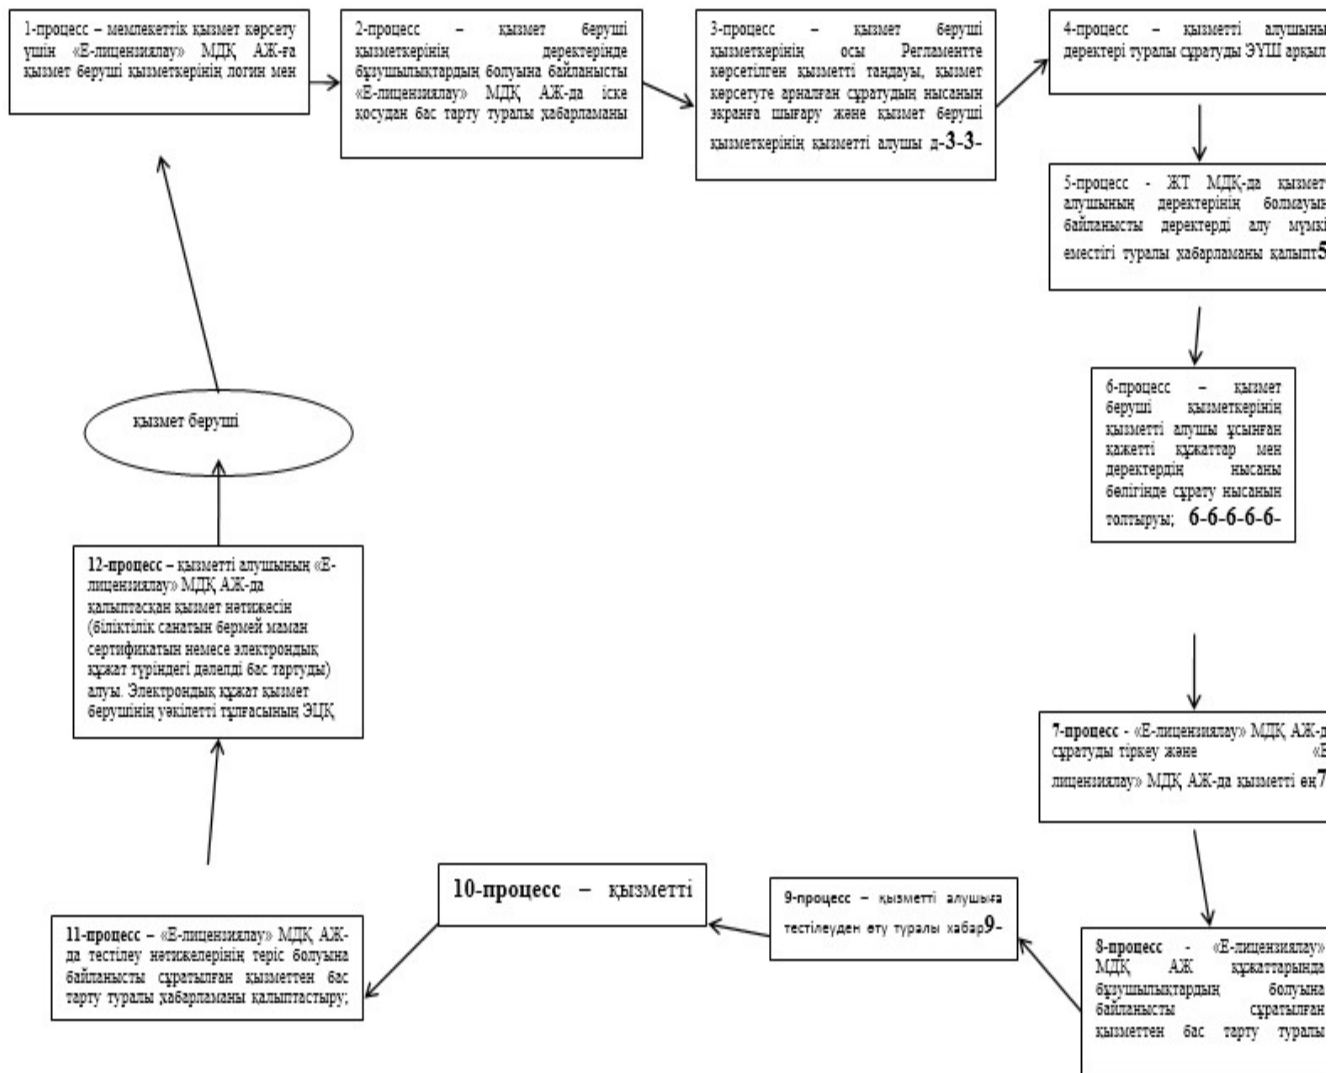 1-процесс – мемлекеттік қызмет көрсету
үшін «Е-лицензиялау» МДҚ АЖ-ға
қызмет беруші қызметкерінің логин мен
2-процесс – қызмет беруші
қызметкерінің деректерінде
бұзушылықтардың болуына байланысты
«Е-лицензиялау» МДҚ АЖ-да іске
қосудан бас тарту туралы хабарламаны
3-процесс – қызмет беруші
қызметкерінің осы Регламентте
көрсетілген қызметті таңдауы, қызмет
көрсетуге арналған сұратудың нысанын
экранға шығару және қызмет беруші
қызметкерінің қызметті алушы д-3-3-
4-процесс – қызметті алушының
деректері туралы сұратуды ЭҮШ арқыл
5-процесс - ЖТ МДҚ-да қызмет
алушының деректерінің болмауын
байланысты деректерді алу мүмкі
еместігі туралы хабарламаны қалыпт5
6-процесс – қызмет
беруші қызметкерінің
қызметті алушы ұсынған
қажетті құжаттар мен
деректердің нысаны
бөлігінде сұрату нысанын
толтыруы; 6-6-6-6-6-
7-процесс - «Е-лицензиялау» МДҚ АЖ-д
сұратуды тіркеу және «Е
лицензиялау» МДҚ АЖ-да қызметті өң7
8-процесс - «Е-лицензиялау»
МДҚ АЖ құжаттарында
бұзушылықтардың болуына
байланысты сұратылған
қызметтен бас тарту туралы
9-процесс – қызметті алушыға
тестілеуден өту туралы хабар9-
10-процесс – қызметті
11-процесс – «Е-лицензиялау» МДҚ АЖ-
да тестілеу нәтижелерінің теріс болуына
байланысты сұратылған қызметтен бас
тарту туралы хабарламаны қалыптастыру;
12-процесс – қызметті алушының «Е-
лицензиялау» МДҚ АЖ-да
қалыптасқан қызмет нәтижесін
(біліктілік санатын бермей маман
сертификатын немесе электрондық
құжат түріндегі дәлелді бас тартуды)
алуы. Электрондық құжат қызмет
берушінің уәкілетті тұлғасының ЭЦҚ
қызмет беруші